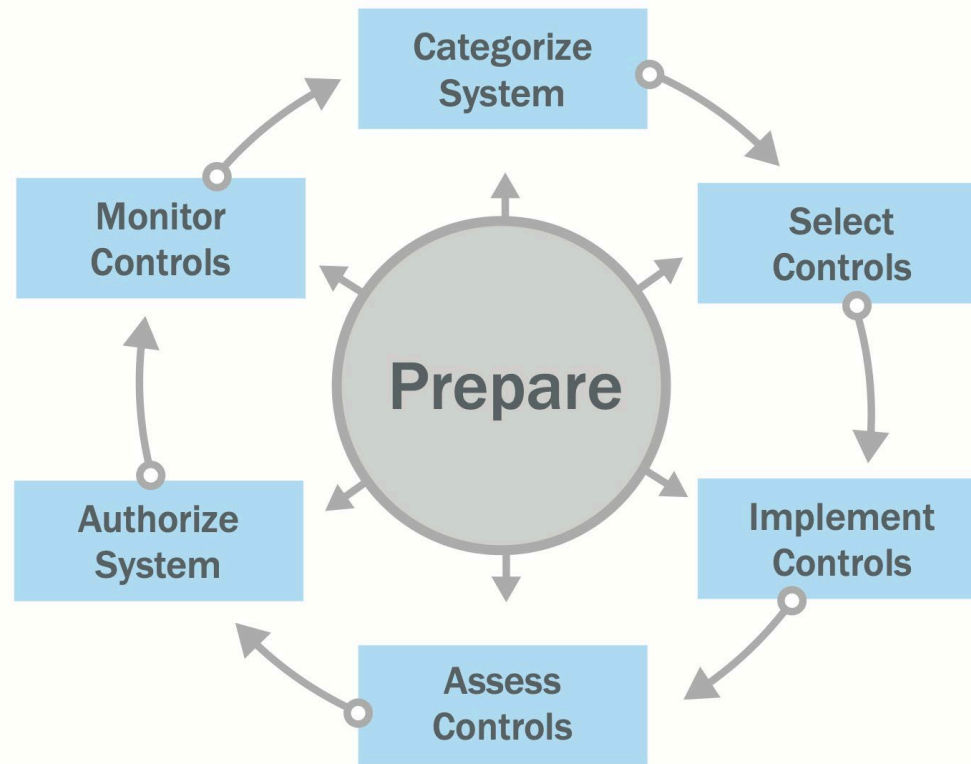 Categorize
System
Select
Controls
Implement
Controls
Assess
Controls
Authorize
System
Monitor
Controls
Prepare